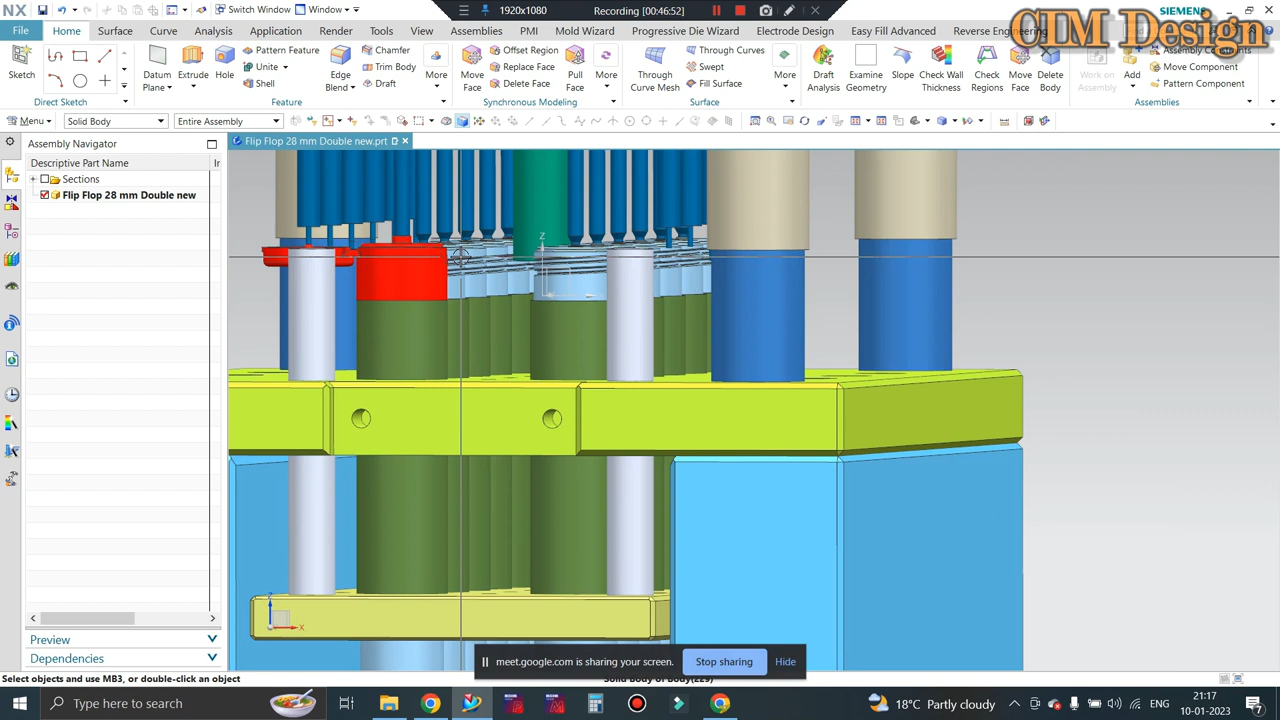 NX
Switch Window
Window
1920x1080
Recording [00:46:52]
SIEMENS
CIM Design
File
Home
Surface
Curve
Analysis
Application
Render
Tools
View
Assemblies
PMI
Mold Wizard
Progressive Die Wizard
Electrode Design
Easy Fill Advanced
Reverse Engineering
Sketch
Direct Sketch
Datum Plane
Extrude
Hole
Pattern Feature
Unite
Shell
Edge Blend
Chamfer
Trim Body
Draft
More
Feature
Move Face
Offset Region
Replace Face
Delete Face
Pull Face
More
Synchronous Modeling
Through Curve Mesh
Through Curves
Swept
Fill Surface
More
Surface
Draft Analysis
Examine Geometry
Slope
Check Wall Thickness
Check Regions
Move Face
Delete Body
Work on Assembly
Add
Assembly Constraints
Move Component
Pattern Component
Assemblies
Menu
Solid Body
Entire Assembly
Assembly Navigator
Flip Flop 28 mm Double new.prt
Descriptive Part Name
Sections
Flip Flop 28 mm Double new
Z
Z
X
Preview
Dependencies
meet.google.com is sharing your screen.
Stop sharing
Hide
Select objects and use MB3, or double-click an object
Solid Body of Body(229)
Type here to search
18°C Partly cloudy
21:17
10-01-2023